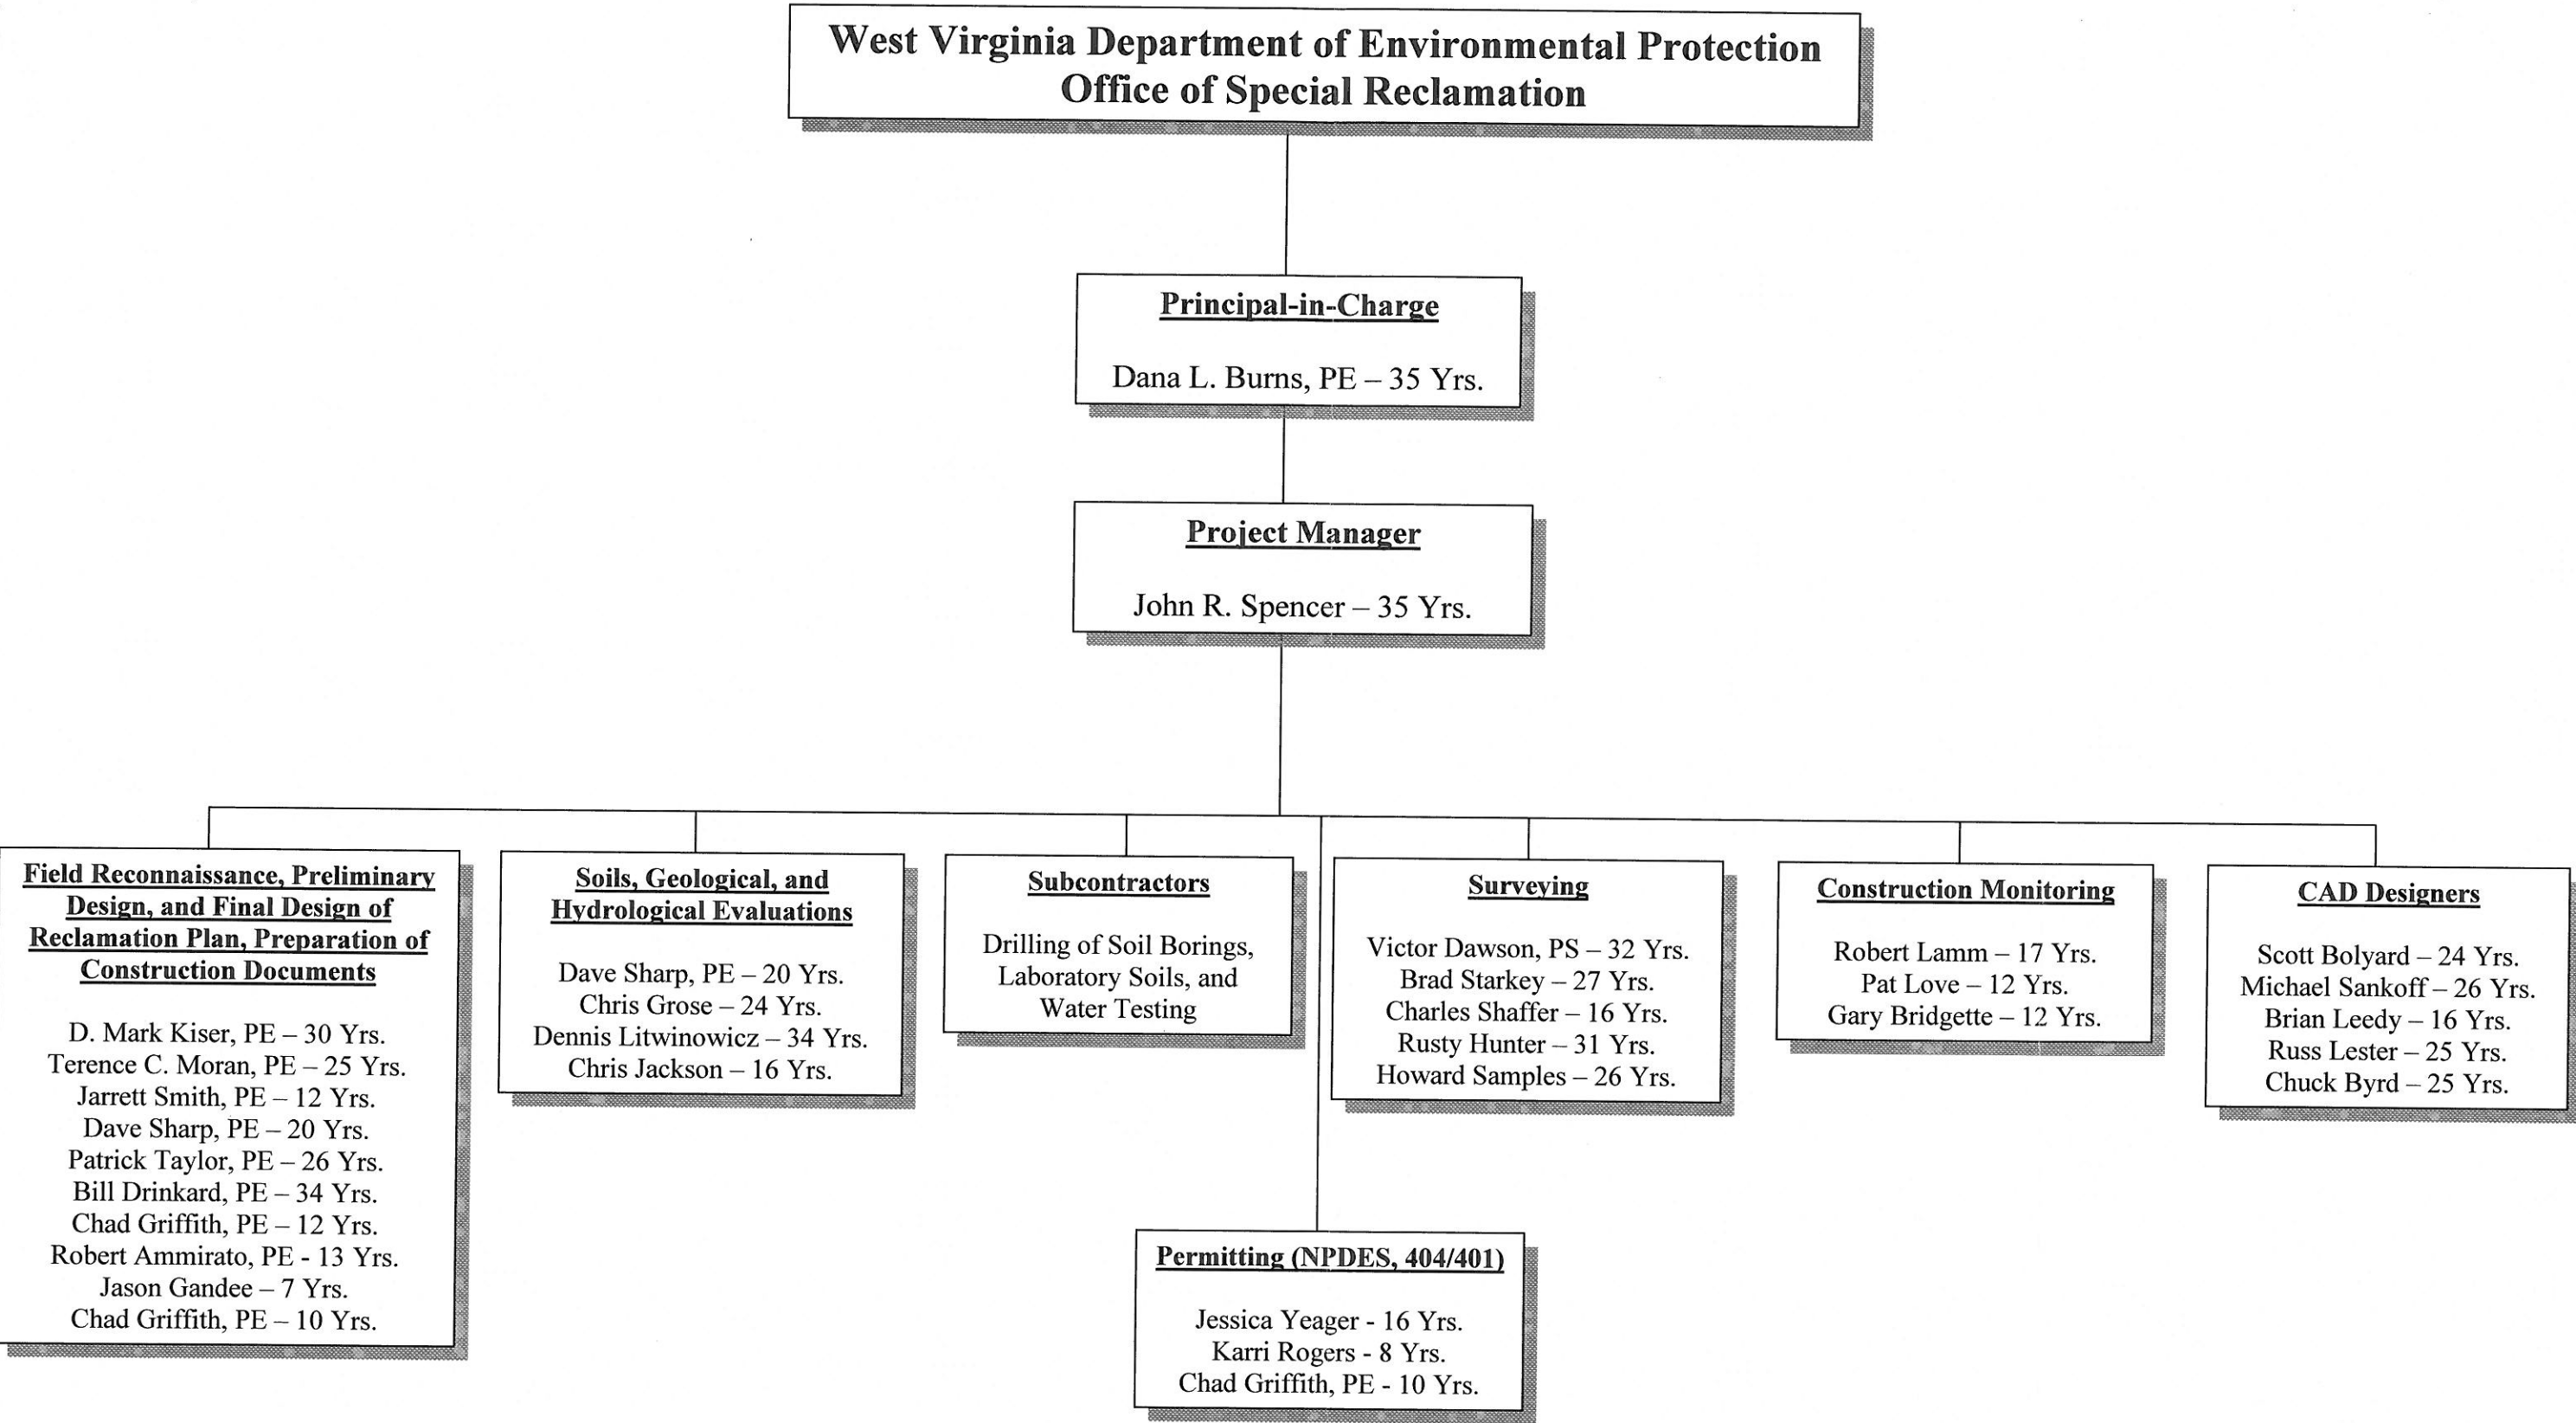 West Virginia Department of Environmental Protection
Office of Special Reclamation
Principal-in-Charge
Dana L. Burns, PE – 35 Yrs.
Project Manager
John R. Spencer – 35 Yrs.
Field Reconnaissance, Preliminary
Design, and Final Design of
Reclamation Plan, Preparation of
Construction Documents
D. Mark Kiser, PE – 30 Yrs.
Terence C. Moran, PE – 25 Yrs.
Jarrett Smith, PE – 12 Yrs.
Dave Sharp, PE – 20 Yrs.
Patrick Taylor, PE – 26 Yrs.
Bill Drinkard, PE – 34 Yrs.
Chad Griffith, PE – 12 Yrs.
Robert Ammirato, PE - 13 Yrs.
Jason Gandee – 7 Yrs.
Chad Griffith, PE – 10 Yrs.
Soils, Geological, and
Hydrological Evaluations
Dave Sharp, PE – 20 Yrs.
Chris Grose – 24 Yrs.
Dennis Litwinowicz – 34 Yrs.
Chris Jackson – 16 Yrs.
Subcontractors
Drilling of Soil Borings,
Laboratory Soils, and
Water Testing
Surveying
Victor Dawson, PS – 32 Yrs.
Brad Starkey – 27 Yrs.
Charles Shaffer – 16 Yrs.
Rusty Hunter – 31 Yrs.
Howard Samples – 26 Yrs.
Construction Monitoring
Robert Lamm – 17 Yrs.
Pat Love – 12 Yrs.
Gary Bridgette – 12 Yrs.
CAD Designers
Scott Bolyard – 24 Yrs.
Michael Sankoff – 26 Yrs.
Brian Leedy – 16 Yrs.
Russ Lester – 25 Yrs.
Chuck Byrd – 25 Yrs.
Permitting (NPDES, 404/401)
Jessica Yeager - 16 Yrs.
Karri Rogers - 8 Yrs.
Chad Griffith, PE - 10 Yrs.